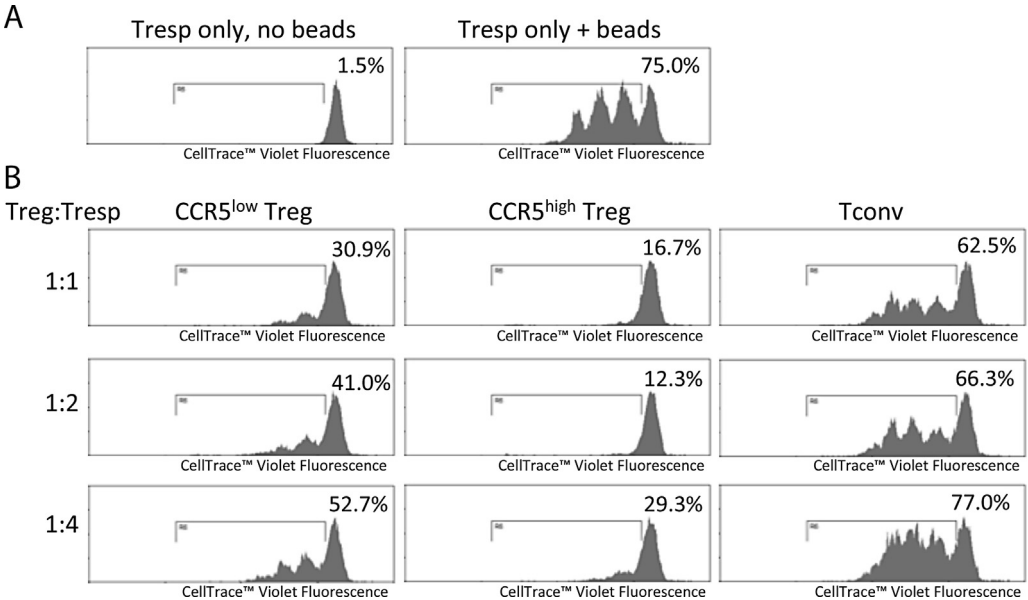 A
Tresp only, no beads
Tresp only + beads
1.5%
75.0%
CellTrace™ Violet Fluorescence
CellTrace™ Violet Fluorescence
B
Treg:Tresp
CCR5low Treg
CCR5high Treg
Tconv
1:1
30.9%
16.7%
62.5%
CellTrace™ Violet Fluorescence
CellTrace™ Violet Fluorescence
CellTrace™ Violet Fluorescence
1:2
41.0%
12.3%
66.3%
CellTrace™ Violet Fluorescence
CellTrace™ Violet Fluorescence
CellTrace™ Violet Fluorescence
1:4
52.7%
29.3%
77.0%
CellTrace™ Violet Fluorescence
CellTrace™ Violet Fluorescence
CellTrace™ Violet Fluorescence